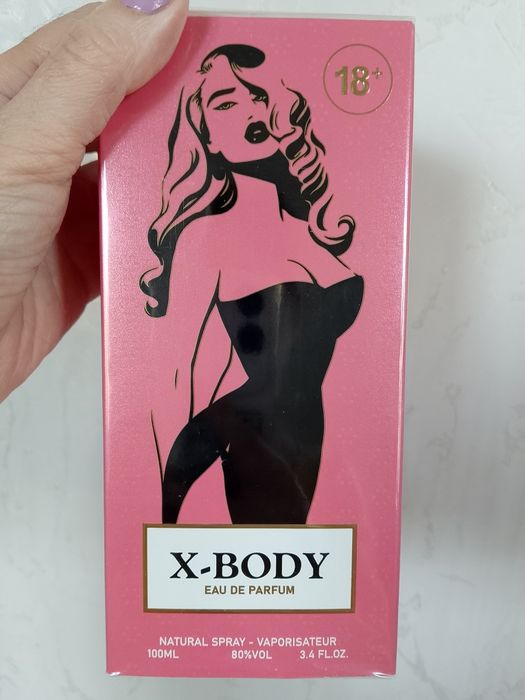 18+
X-BODY
EAU DE PARFUM
NATURAL SPRAY - VAPORISATEUR
100ML 80%VOL 3.4 FL.OZ.